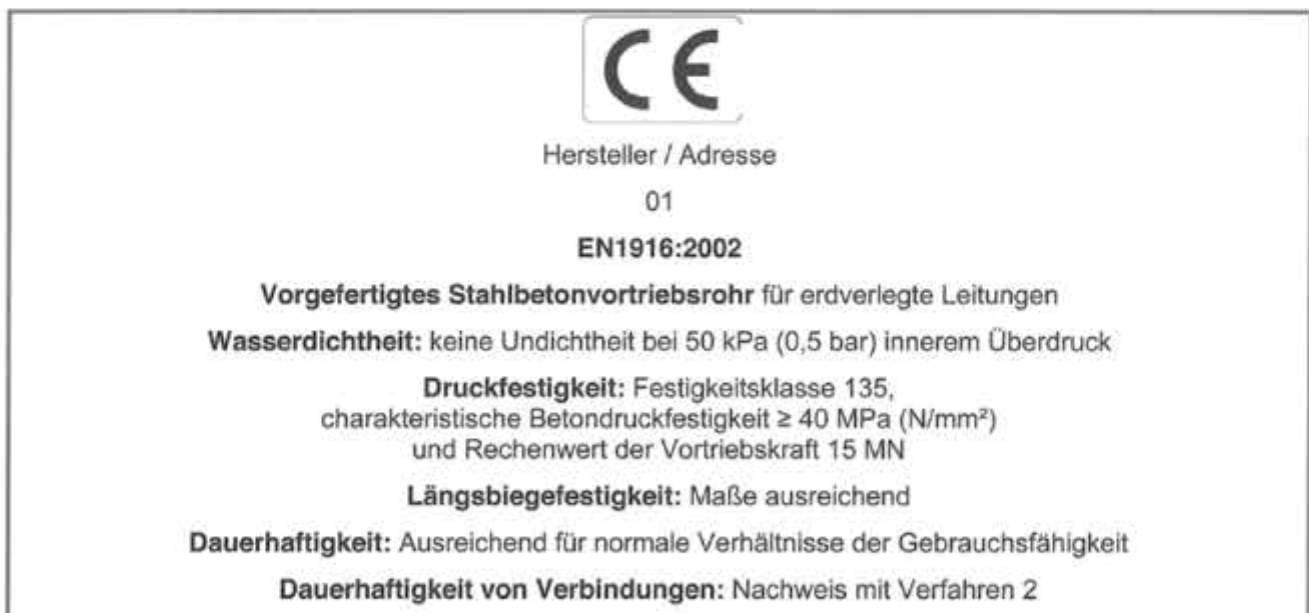 CE
Hersteller / Adresse
01
EN1916:2002
Vorgefertigtes Stahlbetonvortriebsrohr für erdverlegte Leitungen
Wasserdichtheit: keine Undichtheit bei 50 kPa (0,5 bar) innerem Überdruck
Druckfestigkeit: Festigkeitsklasse 135,
charakteristische Betondruckfestigkeit ≥ 40 MPa (N/mm²)
und Rechenwert der Vortriebskraft 15 MN
Längsbiegefestigkeit: Maße ausreichend
Dauerhaftigkeit: Ausreichend für normale Verhältnisse der Gebrauchsfähigkeit
Dauerhaftigkeit von Verbindungen: Nachweis mit Verfahren 2